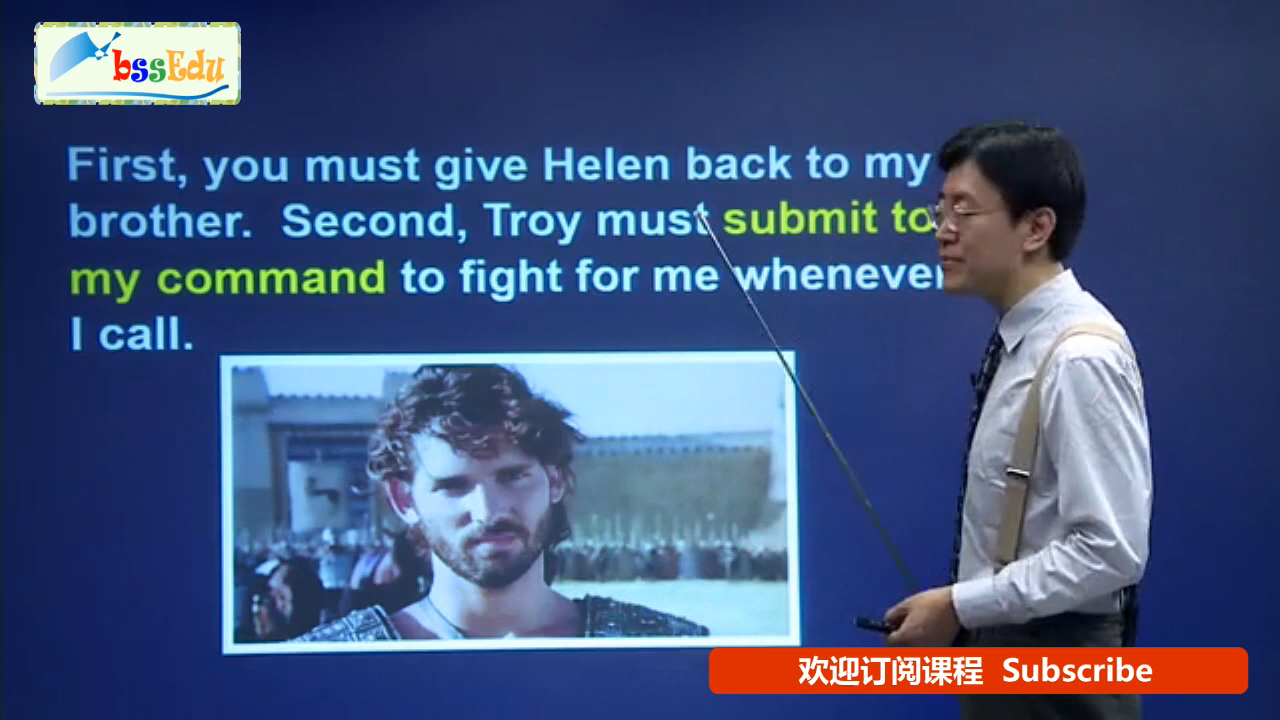 bssEdu
First, you must give Helen back to my
brother. Second, Troy must submit to
my command to fight for me whenever
I call.
欢迎订阅课程 Subscribe